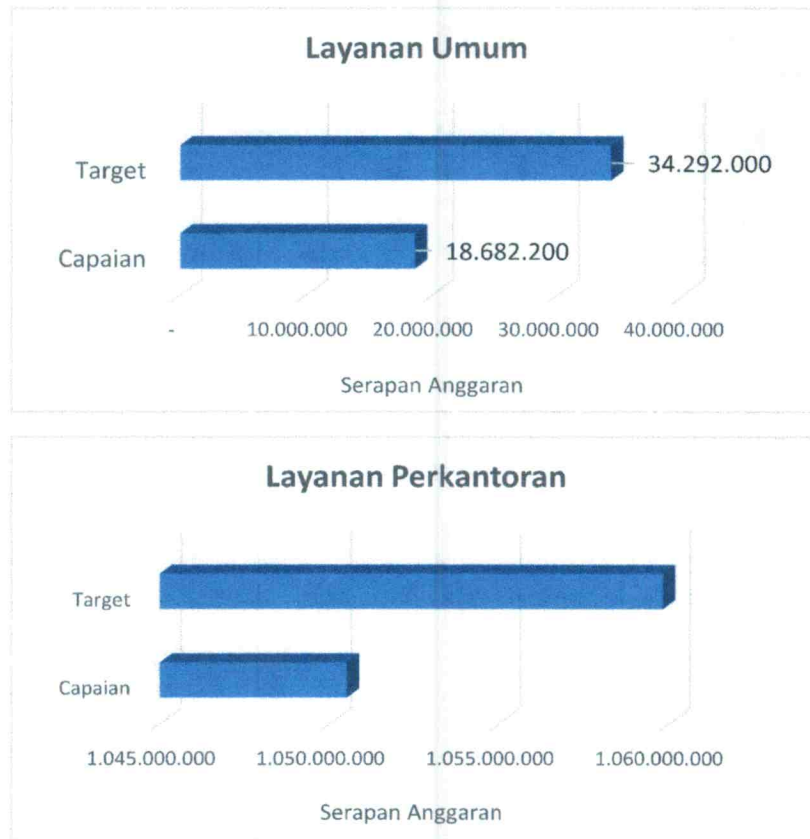 Layanan Umum
Target
34.292.000
Capaian
18.682.200
- 10.000.000 20.000.000 30.000.000 40.000.000
Serapan Anggaran
Layanan Perkantoran
Target
Capaian
1.045.000.000 1.050.000.000 1.055.000.000 1.060.000.000
Serapan Anggaran